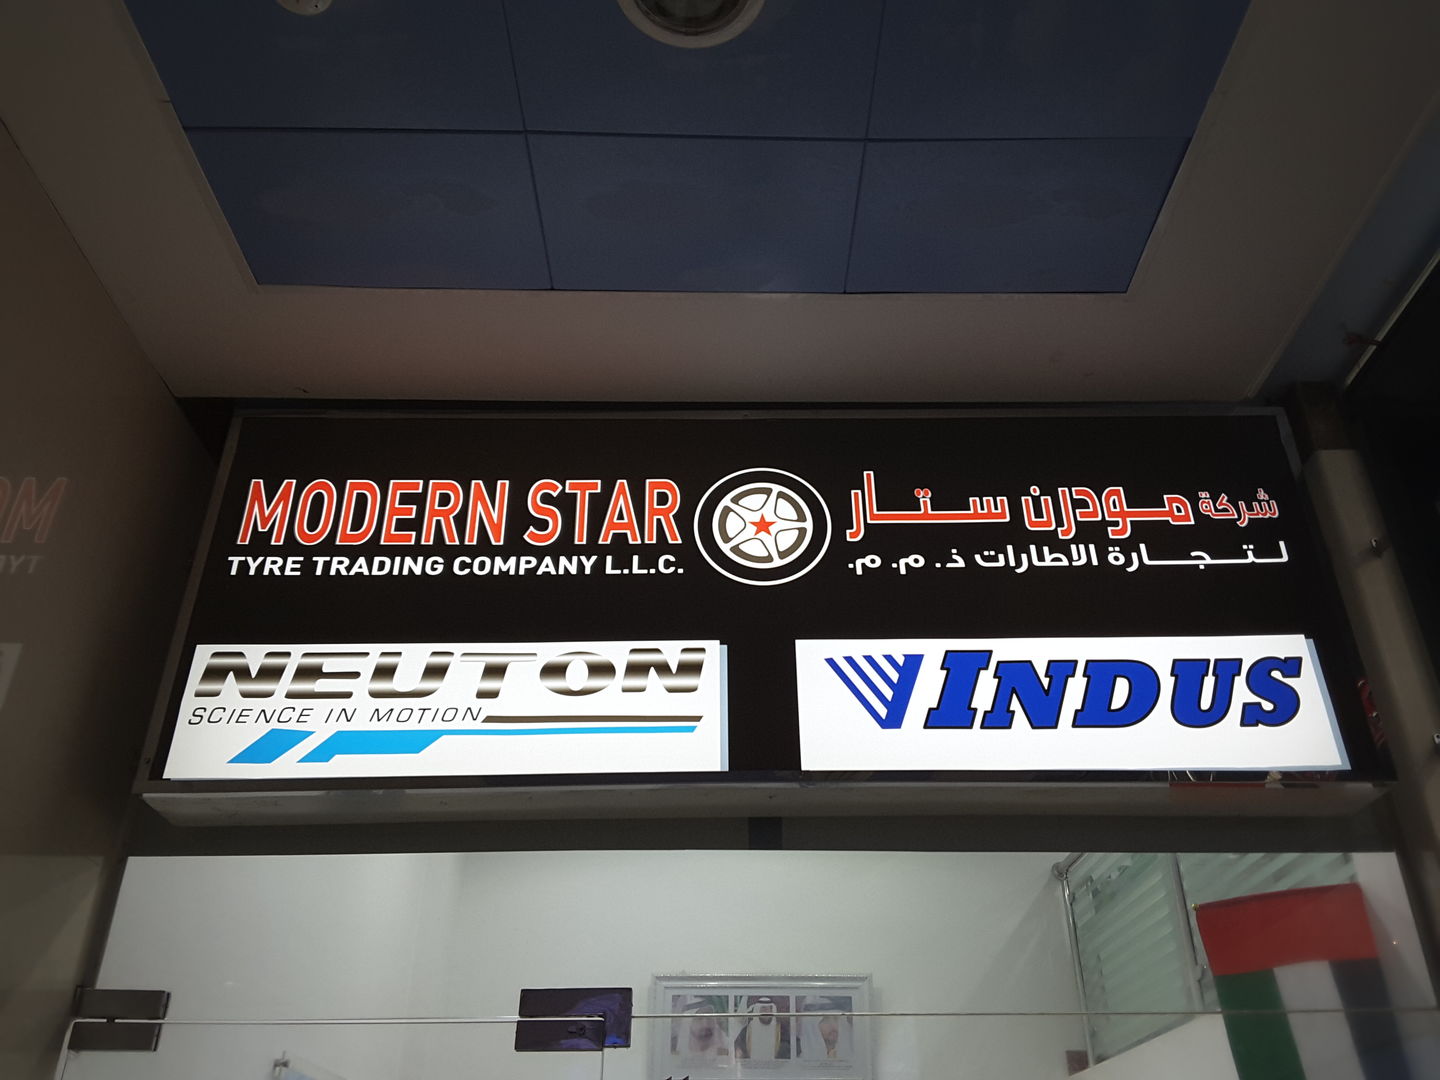 MODERN STAR
TYRE TRADING COMPANY L.L.C.
شركة مودرن ستار
لتجارة الاطارات ذ. م. م.
NEUTON
SCIENCE IN MOTION
INDUS